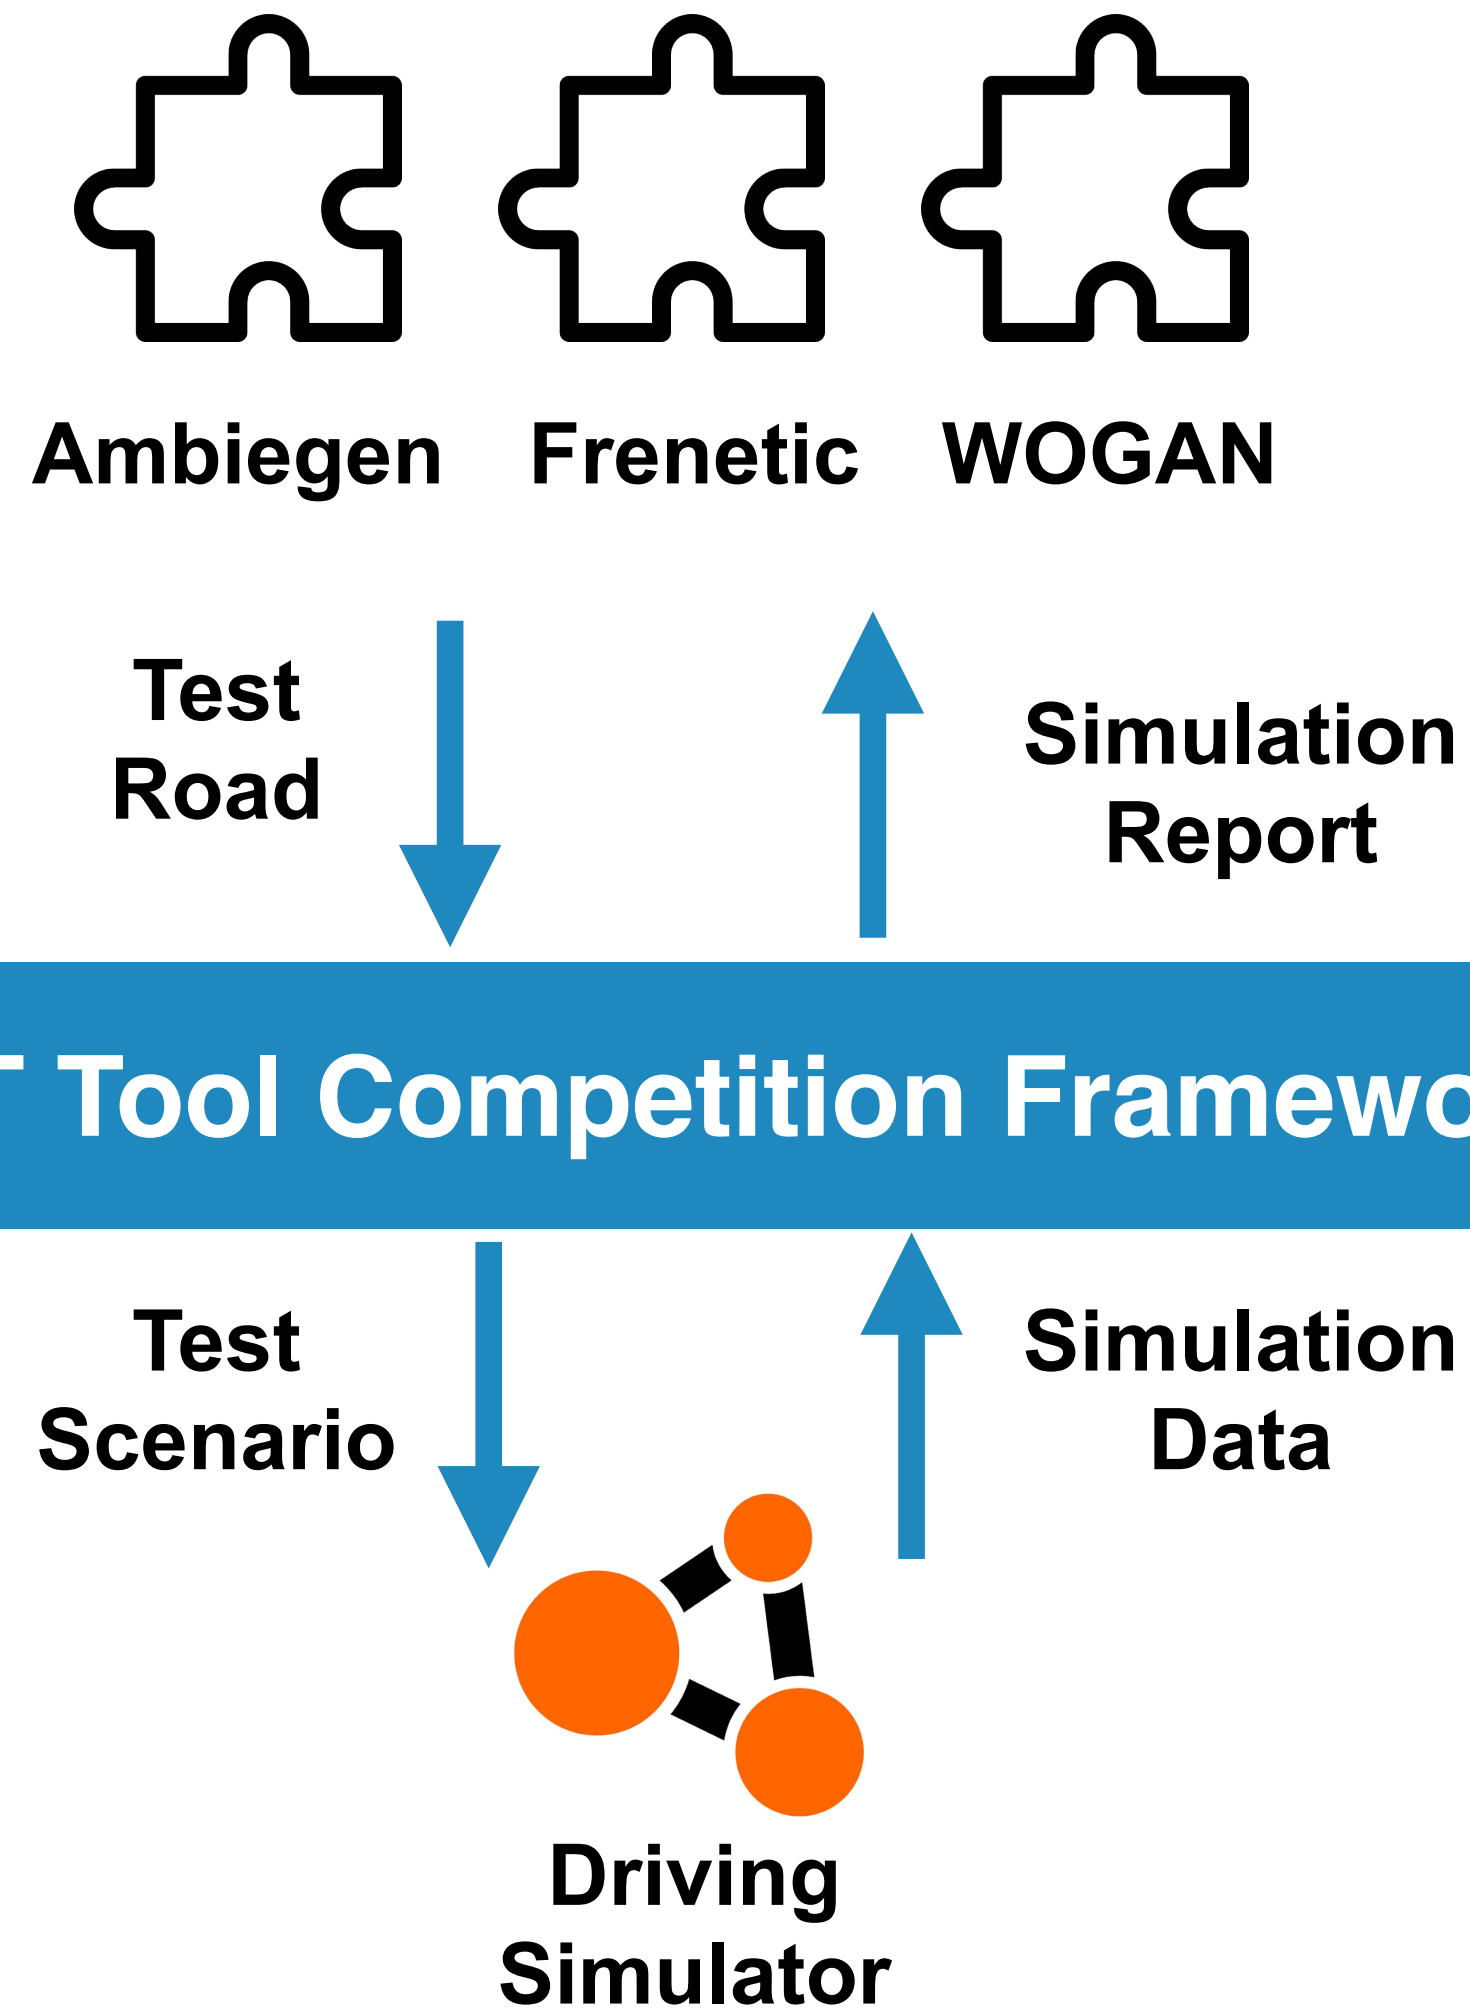 Ambiegen Frenetic WOGAN
Test
Road
Simulation
Report
T Tool Competition Framewo
Test
Scenario
Simulation
Data
Driving
Simulator